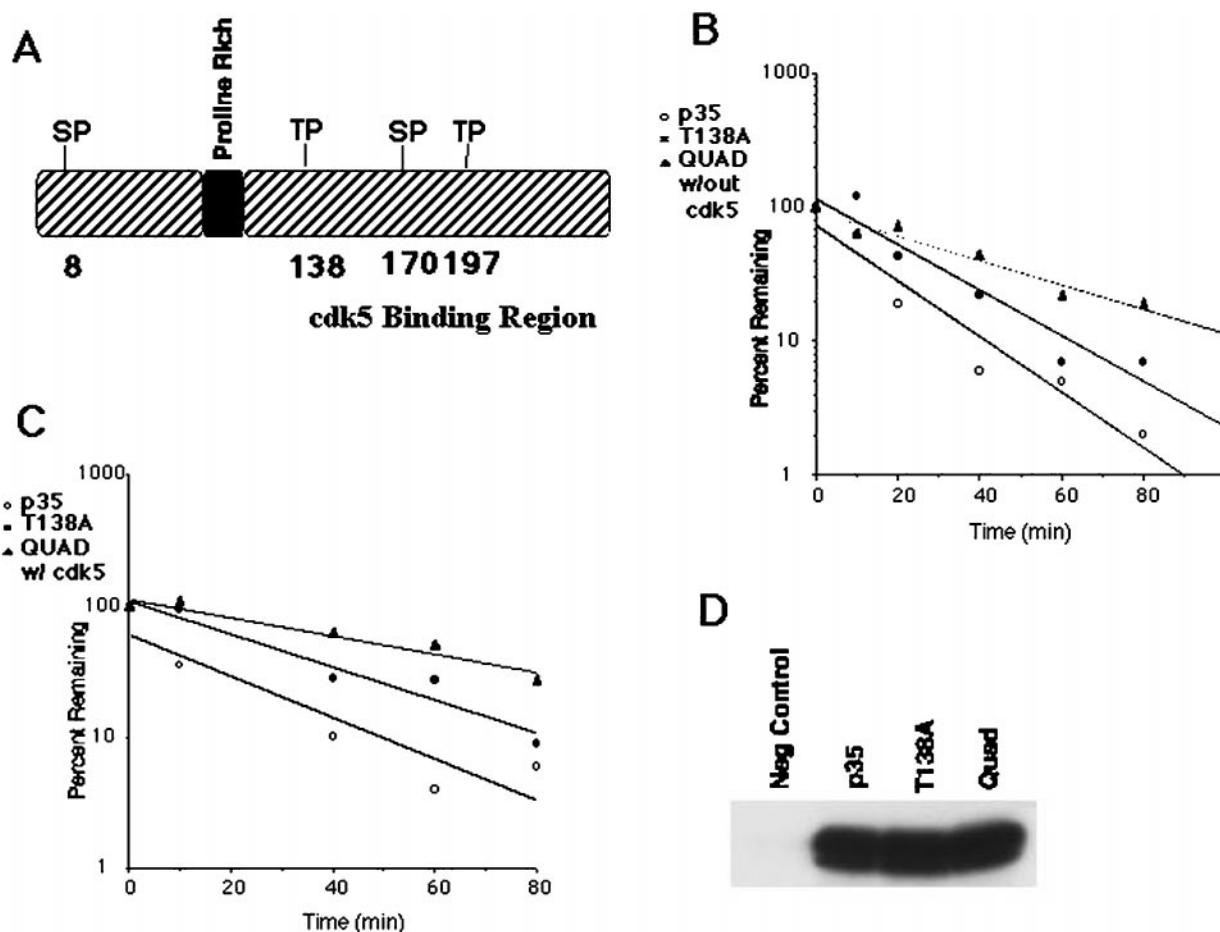 A
Proline Rich
SP
TP
SP
TP
8
138
170
197
cdk5 Binding Region
B
p35
T138A
QUAD
w/out
cdk5
Percent Remaining
1000
100
10
1
0
20
40
60
80
Time (min)
C
p35
T138A
QUAD
w/ cdk5
Percent Remaining
1000
100
10
1
0
20
40
60
80
Time (min)
D
Neg Control
p35
T138A
Quad